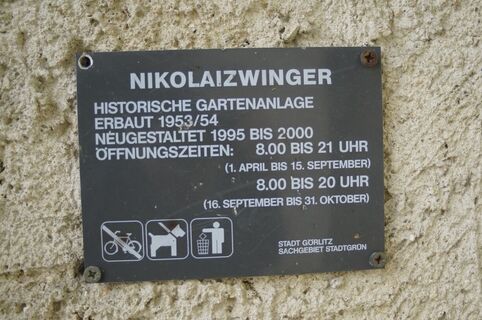 NIKOLAIZWINGER
HISTORISCHE GARTENANLAGE
ERBAUT 1953/54
NEUGESTALTET 1995 BIS 2000
ÖFFNUNGSZEITEN: 8.00 BIS 21 UHR
(1. APRIL BIS 15. SEPTEMBER)
8.00 BIS 20 UHR
(16. SEPTEMBER BIS 31. OKTOBER)
STADT GÖRLITZ
SACHGEBIET STADTGRÜN